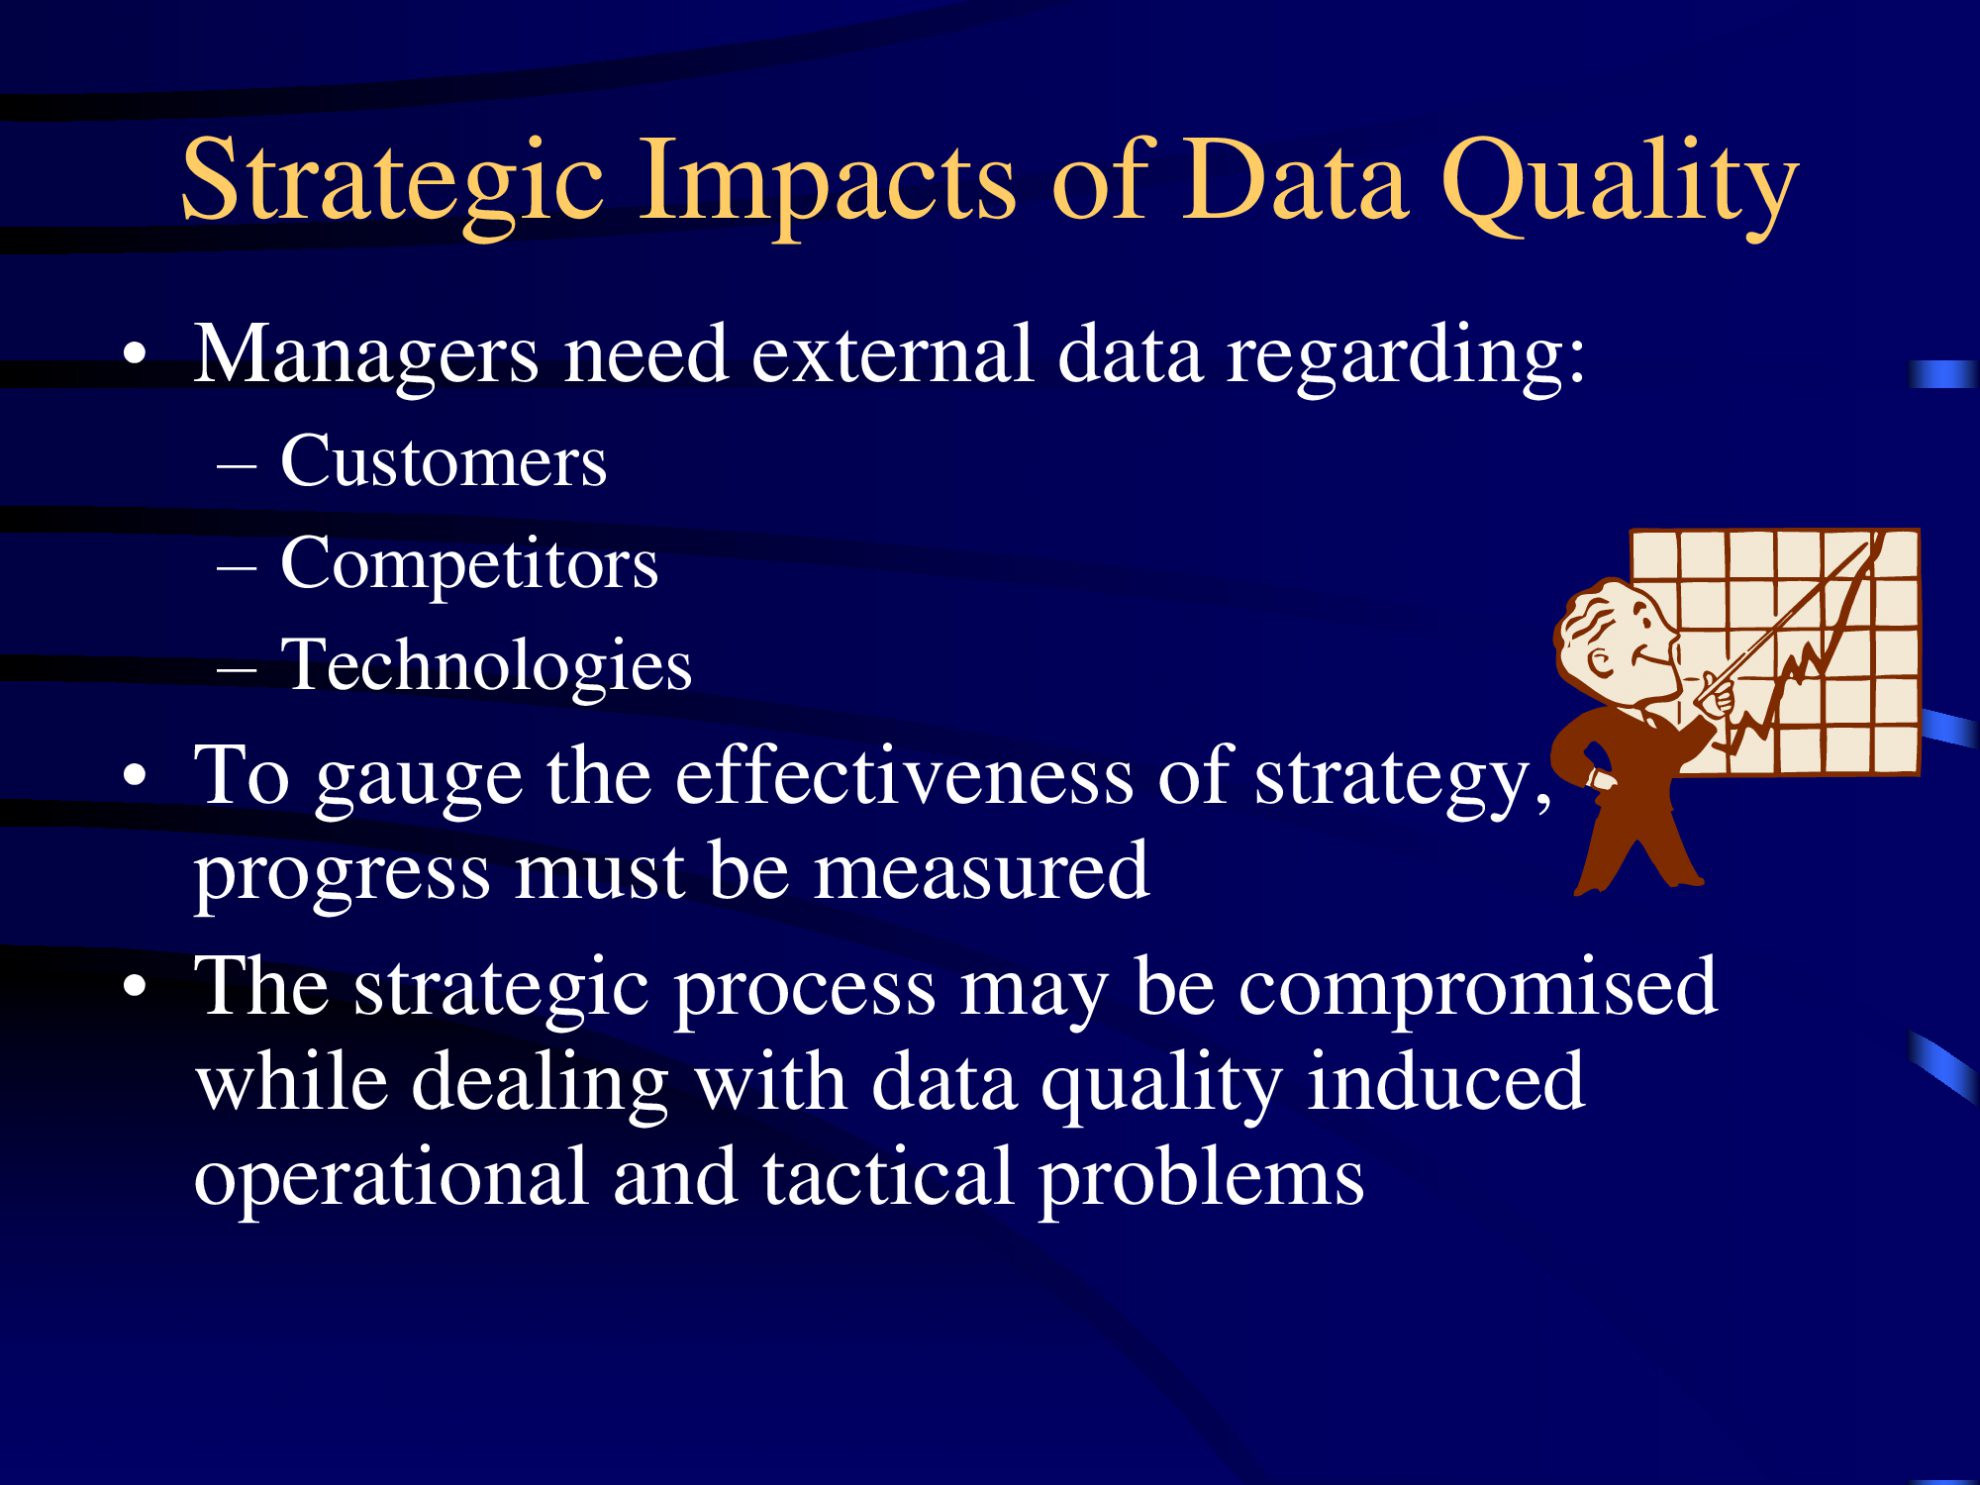 Strategic Impacts of Data Quality
• Managers need external data regarding:
– Customers
– Competitors
– Technologies
• To gauge the effectiveness of strategy,
progress must be measured
• The strategic process may be compromised
while dealing with data quality induced
operational and tactical problems